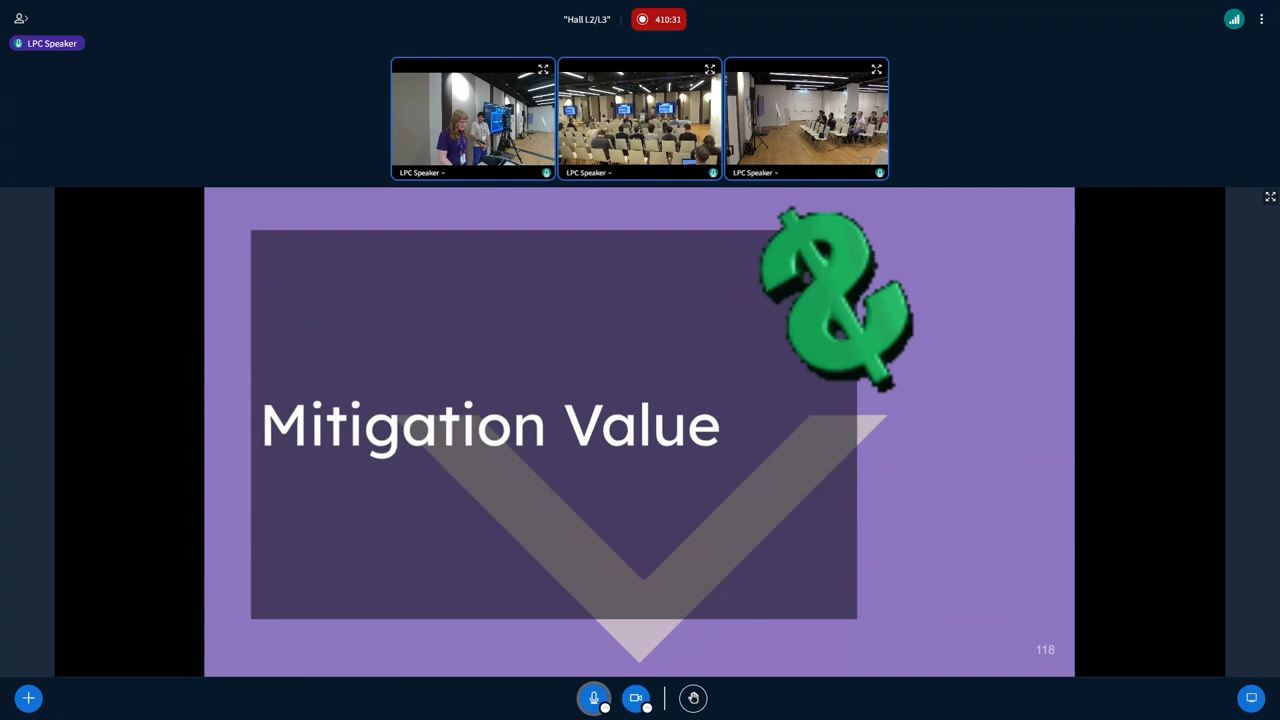 "Hall L2/L3"
410:31
LPC Speaker
LPC Speaker
LPC Speaker
LPC Speaker
Mitigation Value
118